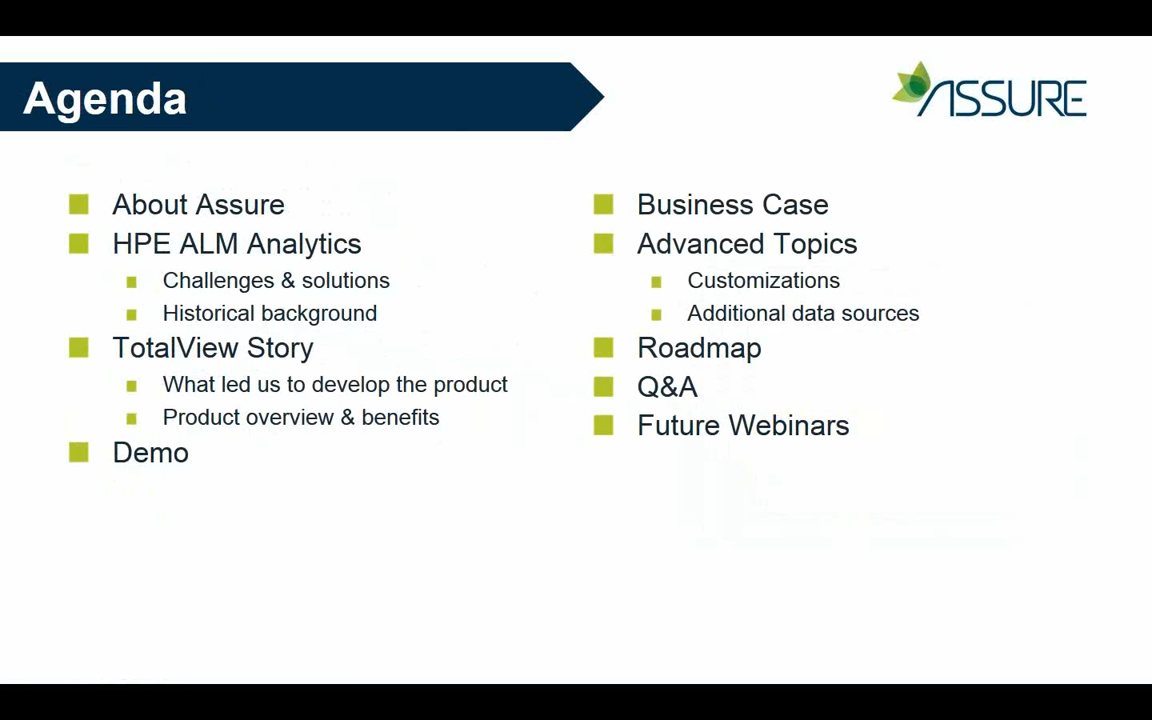 Agenda
ASSURE
About Assure
HPE ALM Analytics
Challenges & solutions
Historical background
TotalView Story
What led us to develop the product
Product overview & benefits
Demo
Business Case
Advanced Topics
Customizations
Additional data sources
Roadmap
Q&A
Future Webinars